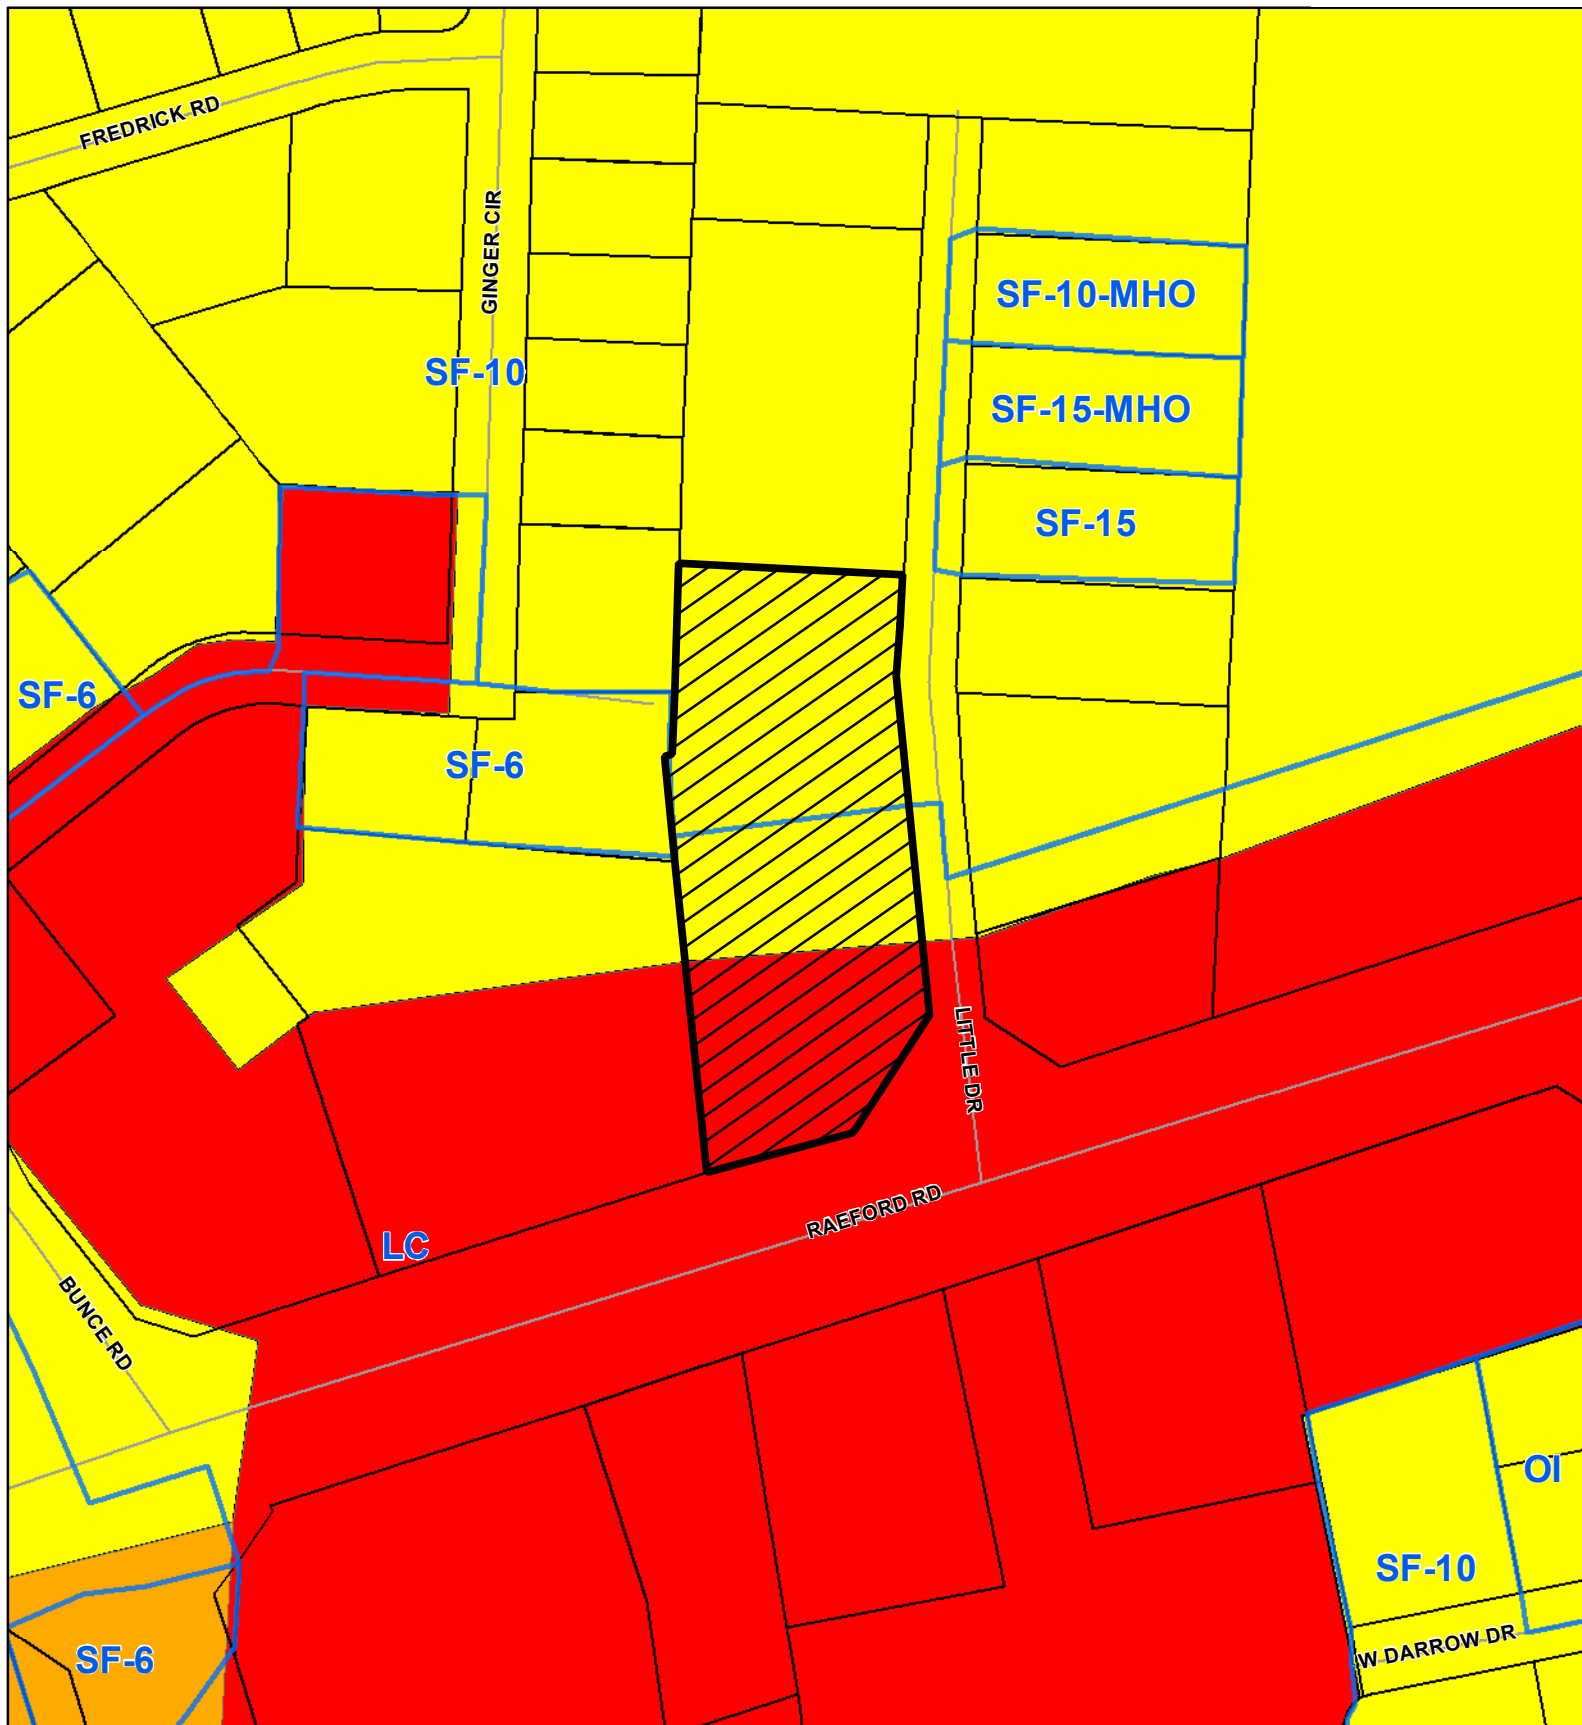 FREDRICK RD
GINGER CIR
SF-10-MHO
SF-10
SF-15-MHO
SF-15
SF-6
SF-6
LITTLE DR
RAEFORD RD
LC
BUNCE RD
OI
SF-10
W DARROW DR
SF-6